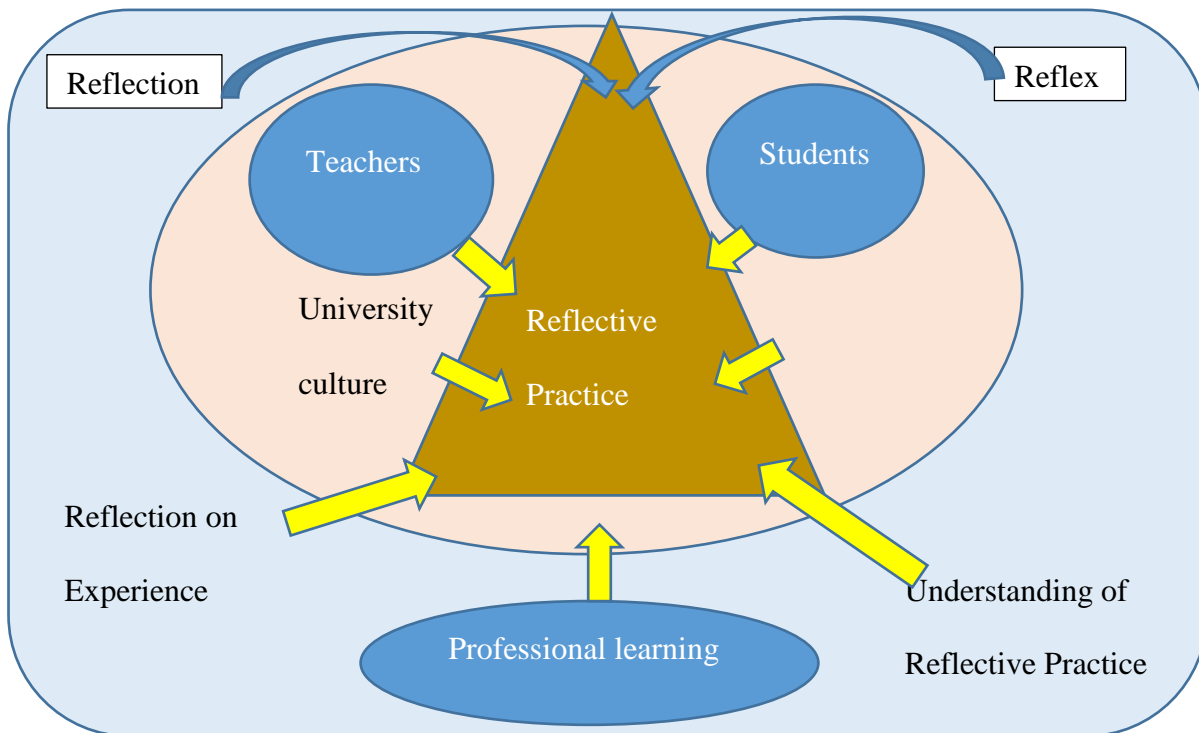 Reflection
Reflex
Teachers
Students
University
culture
Reflective
Practice
Reflection on
Experience
Understanding of
Reflective Practice
Professional learning